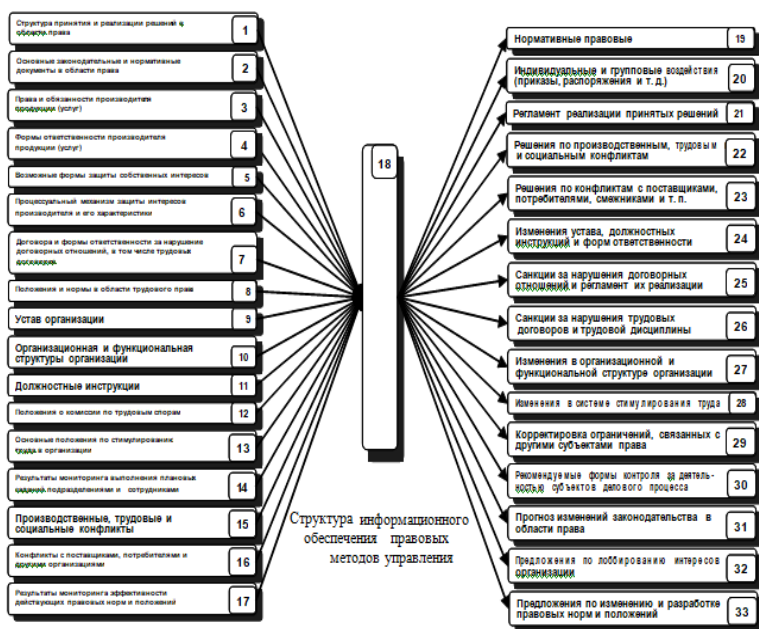 Структура принятия и реализации решений в
области права
1
Основные законодательные и нормативные
документы в области права
2
Права и обязанности производителя
продукции (услуг)
3
Формы ответственности производителя
продукции (услуг)
4
Возможные формы защиты собственных интересов
5
Процессуальный механизм защиты интересов
производителя и его характеристики
6
Договора и формы ответственности за нарушение
договорных отношений, в том числе трудовых
договоров
7
Положения и нормы в области трудового прав
8
Устав организации
9
Организационная и функциональная
структуры организации
10
Должностные инструкции
11
Положения о комиссии по трудовым спорам
12
Основные положения по стимулированию
труда в организации
13
Результаты мониторинга выполнения плановых
заданий подразделениями и сотрудниками
14
Производственные, трудовые и
социальные конфликты
15
Конфликты с поставщиками, потребителями и
другими организациями
16
Результаты мониторинга эффективности
действующих правовых норм и положений
17
18
Структура информационного
обеспечения правовых
методов управления
Нормативные правовые
19
Индивидуальные и групповые воздействия
(приказы, распоряжения и т. д.)
20
Регламент реализации принятых решений
21
Решения по производственным, трудовым
и социальным конфликтам
22
Решения по конфликтам с поставщиками,
потребителями, смежниками и т. п.
23
Изменения устава, должностных
инструкций и форм ответственности
24
Санкции за нарушения договорных
отношений и регламент их реализации
25
Санкции за нарушения трудовых
договоров и трудовой дисциплины
26
Изменения в организационной и
функциональной структуре организации
27
Изменения в системе стимулирования труда
28
Корректировка ограничений, связанных с
другими субъектами права
29
Рекомендуемые формы контроля за деятель-
ностью субъектов делового процесса
30
Прогноз изменений законодательства в
области права
31
Предложения по лоббированию интересов
организации
32
Предложения по изменению и разработке
правовых норм и положений
33